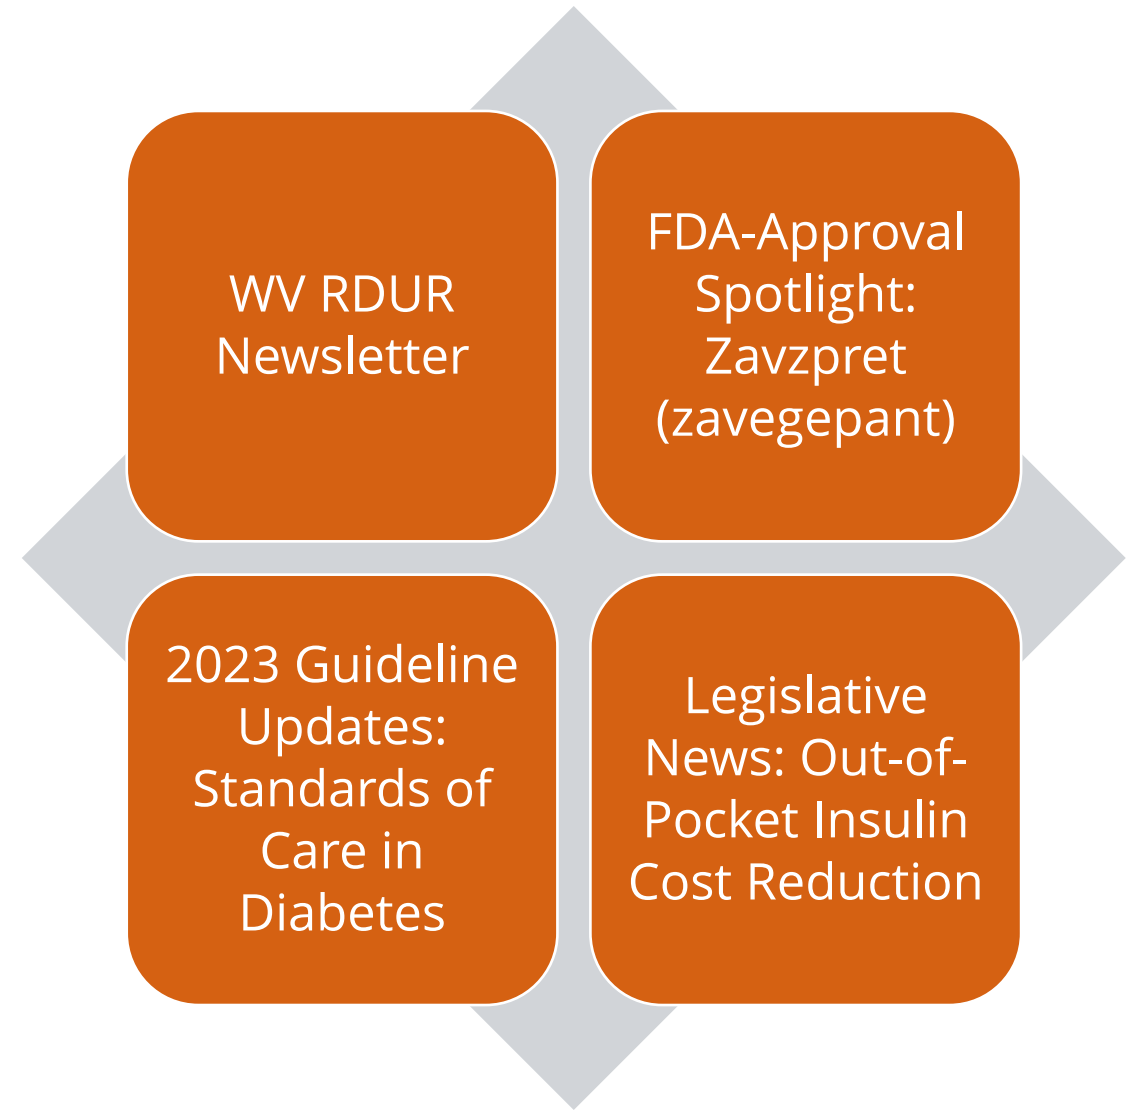 WV RDUR
Newsletter
FDA-Approval
Spotlight:
Zavzpret
(zavegepant)
2023 Guideline
Updates:
Standards of
Care in
Diabetes
Legislative
News: Out-of-
Pocket Insulin
Cost Reduction